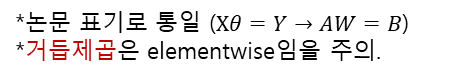 *논문 표기로 통일 (X𝜃 = 𝑌 → 𝐴𝑊 = 𝐵)
*거듭제곱은 elementwise임을 주의.